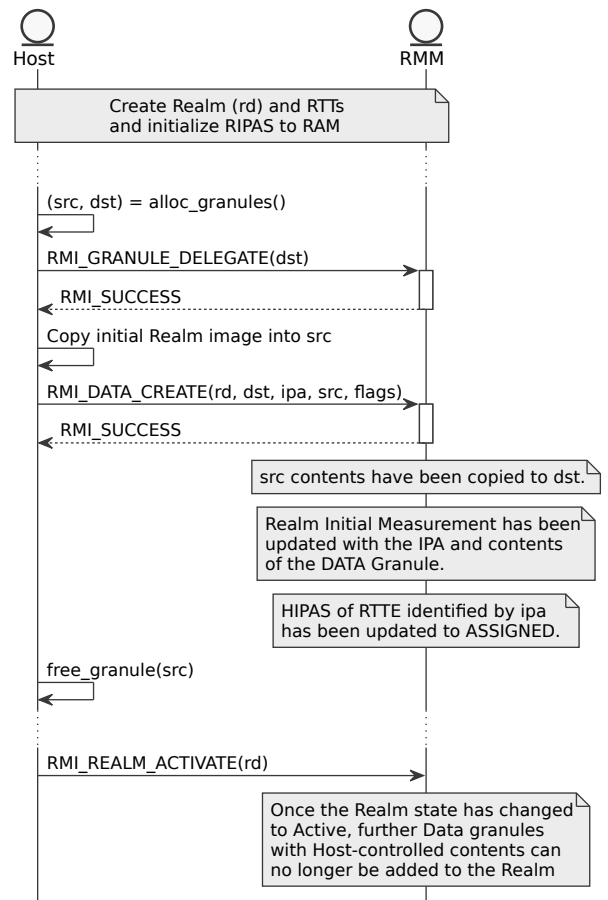 Host
RMM
Create Realm (rd) and RTTs
and initialize RIPAS to RAM
(src, dst) = alloc_granules()
RMI_GRANULE_DELEGATE(dst)
RMI_SUCCESS
Copy initial Realm image into src
RMI_DATA_CREATE(rd, dst, ipa, src, flags)
RMI_SUCCESS
src contents have been copied to dst.
Realm Initial Measurement has been
updated with the IPA and contents
of the DATA Granule.
HIPAS of RTTE identified by ipa
has been updated to ASSIGNED.
free_granule(src)
RMI_REALM_ACTIVATE(rd)
Once the Realm state has changed
to Active, further Data granules
with Host-controlled contents can
no longer be added to the Realm